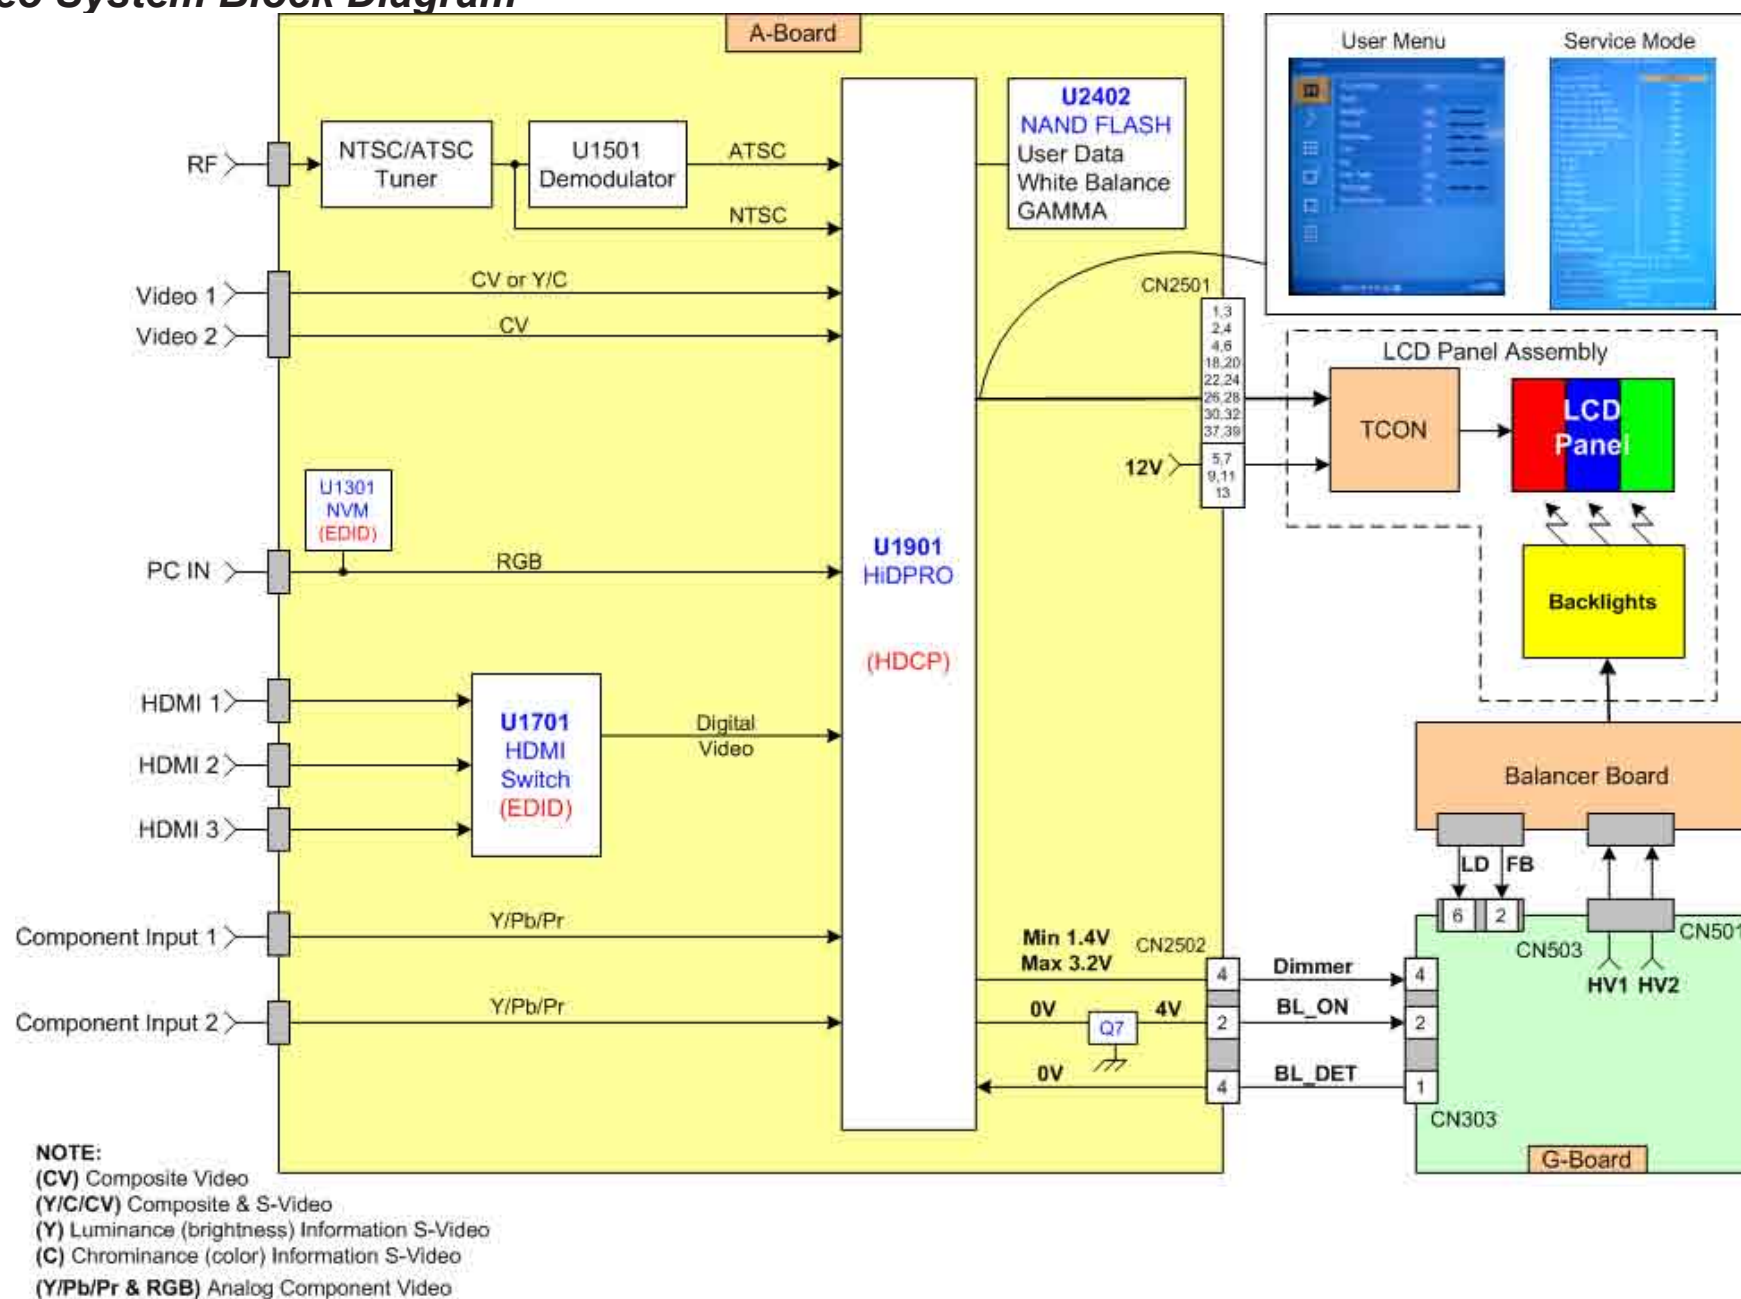 eo System Block Diagram
A-Board
User Menu
Service Mode
U2402
NAND FLASH
User Data
White Balance
GAMMA
RF
NTSC/ATSC
Tuner
U1501
Demodulator
ATSC
NTSC
Video 1
CV or Y/C
Video 2
CV
CN2501
1,3
2,4
4,6
18,20
22,24
26,28
30,32
37,39
12V
5,7
9,11
13
LCD Panel Assembly
TCON
LCD
Panel
Backlights
U1301
NVM
(EDID)
PC IN
RGB
U1901
HiDPRO
(HDCP)
HDMI 1
HDMI 2
HDMI 3
U1701
HDMI
Switch
(EDID)
Digital
Video
Balancer Board
LD
FB
6
2
CN503
CN501
HV1
HV2
Component Input 1
Y/Pb/Pr
Component Input 2
Y/Pb/Pr
Min 1.4V
Max 3.2V
CN2502
4
Dimmer
4
0V
Q7
4V
2
BL_ON
2
0V
4
BL_DET
1
CN303
G-Board
NOTE:
(CV) Composite Video
(Y/C/CV) Composite & S-Video
(Y) Luminance (brightness) Information S-Video
(C) Chrominance (color) Information S-Video
(Y/Pb/Pr & RGB) Analog Component Video